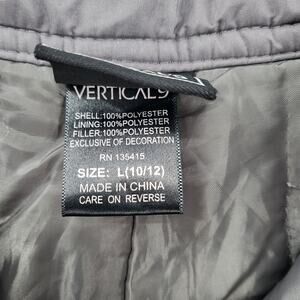 VERTICAL'9
SHELL:100%POLYESTER
LINING:100%POLYESTER
FILLER:100%POLYESTER
EXCLUSIVE OF DECORATION
RN 135415
SIZE: L(10/12)
MADE IN CHINA
CARE ON REVERSE